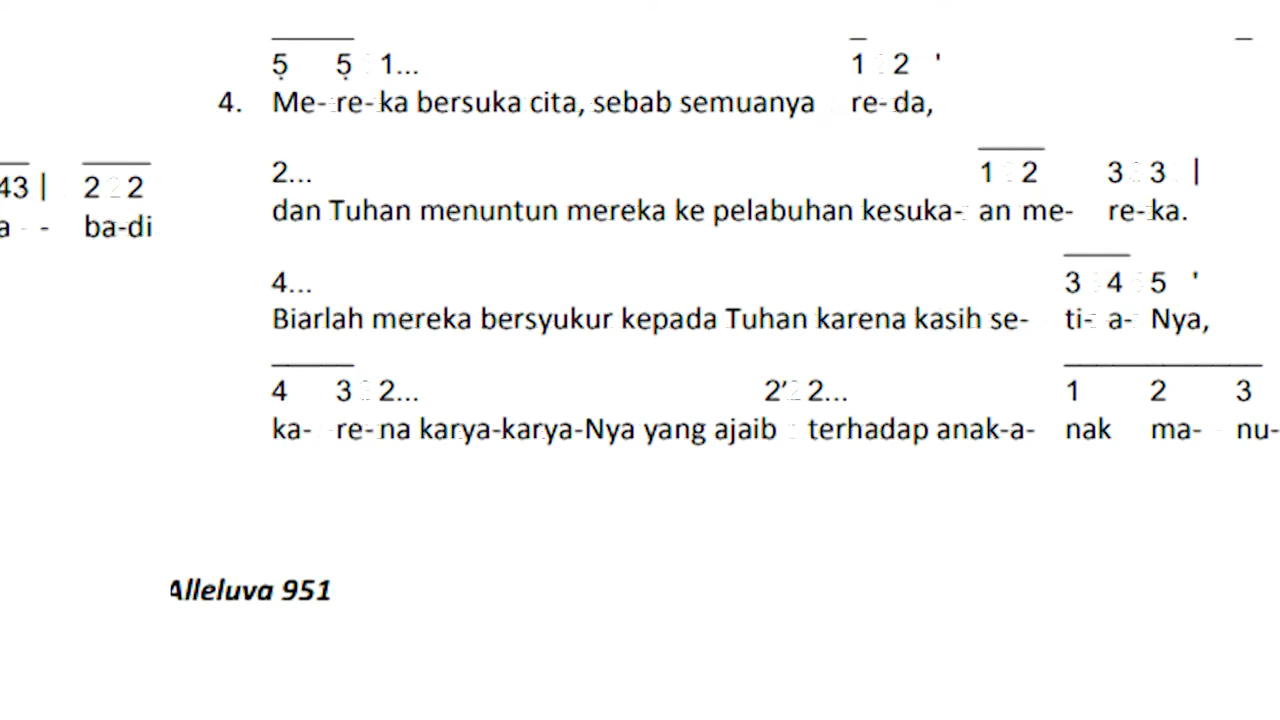 5̣ 5̣ 1... 1 2 '
4. Me- re- ka bersuka cita, sebab semuanya re- da,
43 | 2 2
a - ba-di
2... 1 2 3 3 |
dan Tuhan menuntun mereka ke pelabuhan kesuka- an me- re- ka.
4... 3 4 5 '
Biarlah mereka bersyukur kepada Tuhan karena kasih se- ti- a- Nya,
4 3 2... 2' 2... 1 2 3
ka- re- na karya-karya-Nya yang ajaib terhadap anak-a- nak ma- nu-
Alleluya 951